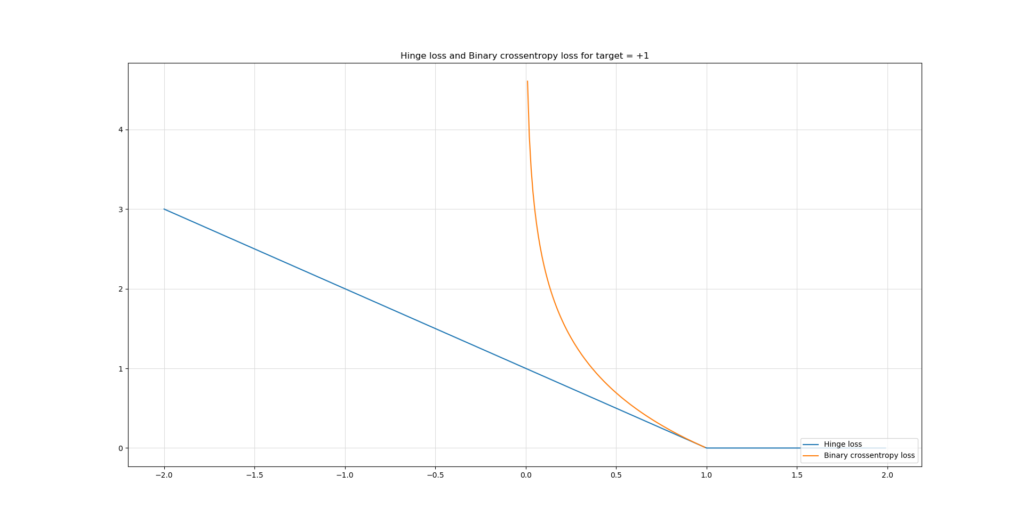 Hinge loss and Binary crossentropy loss for target = +1
4
3
2
1
0
−2.0 −1.5 −1.0 −0.5 0.0 0.5 1.0 1.5 2.0
Hinge loss
Binary crossentropy loss